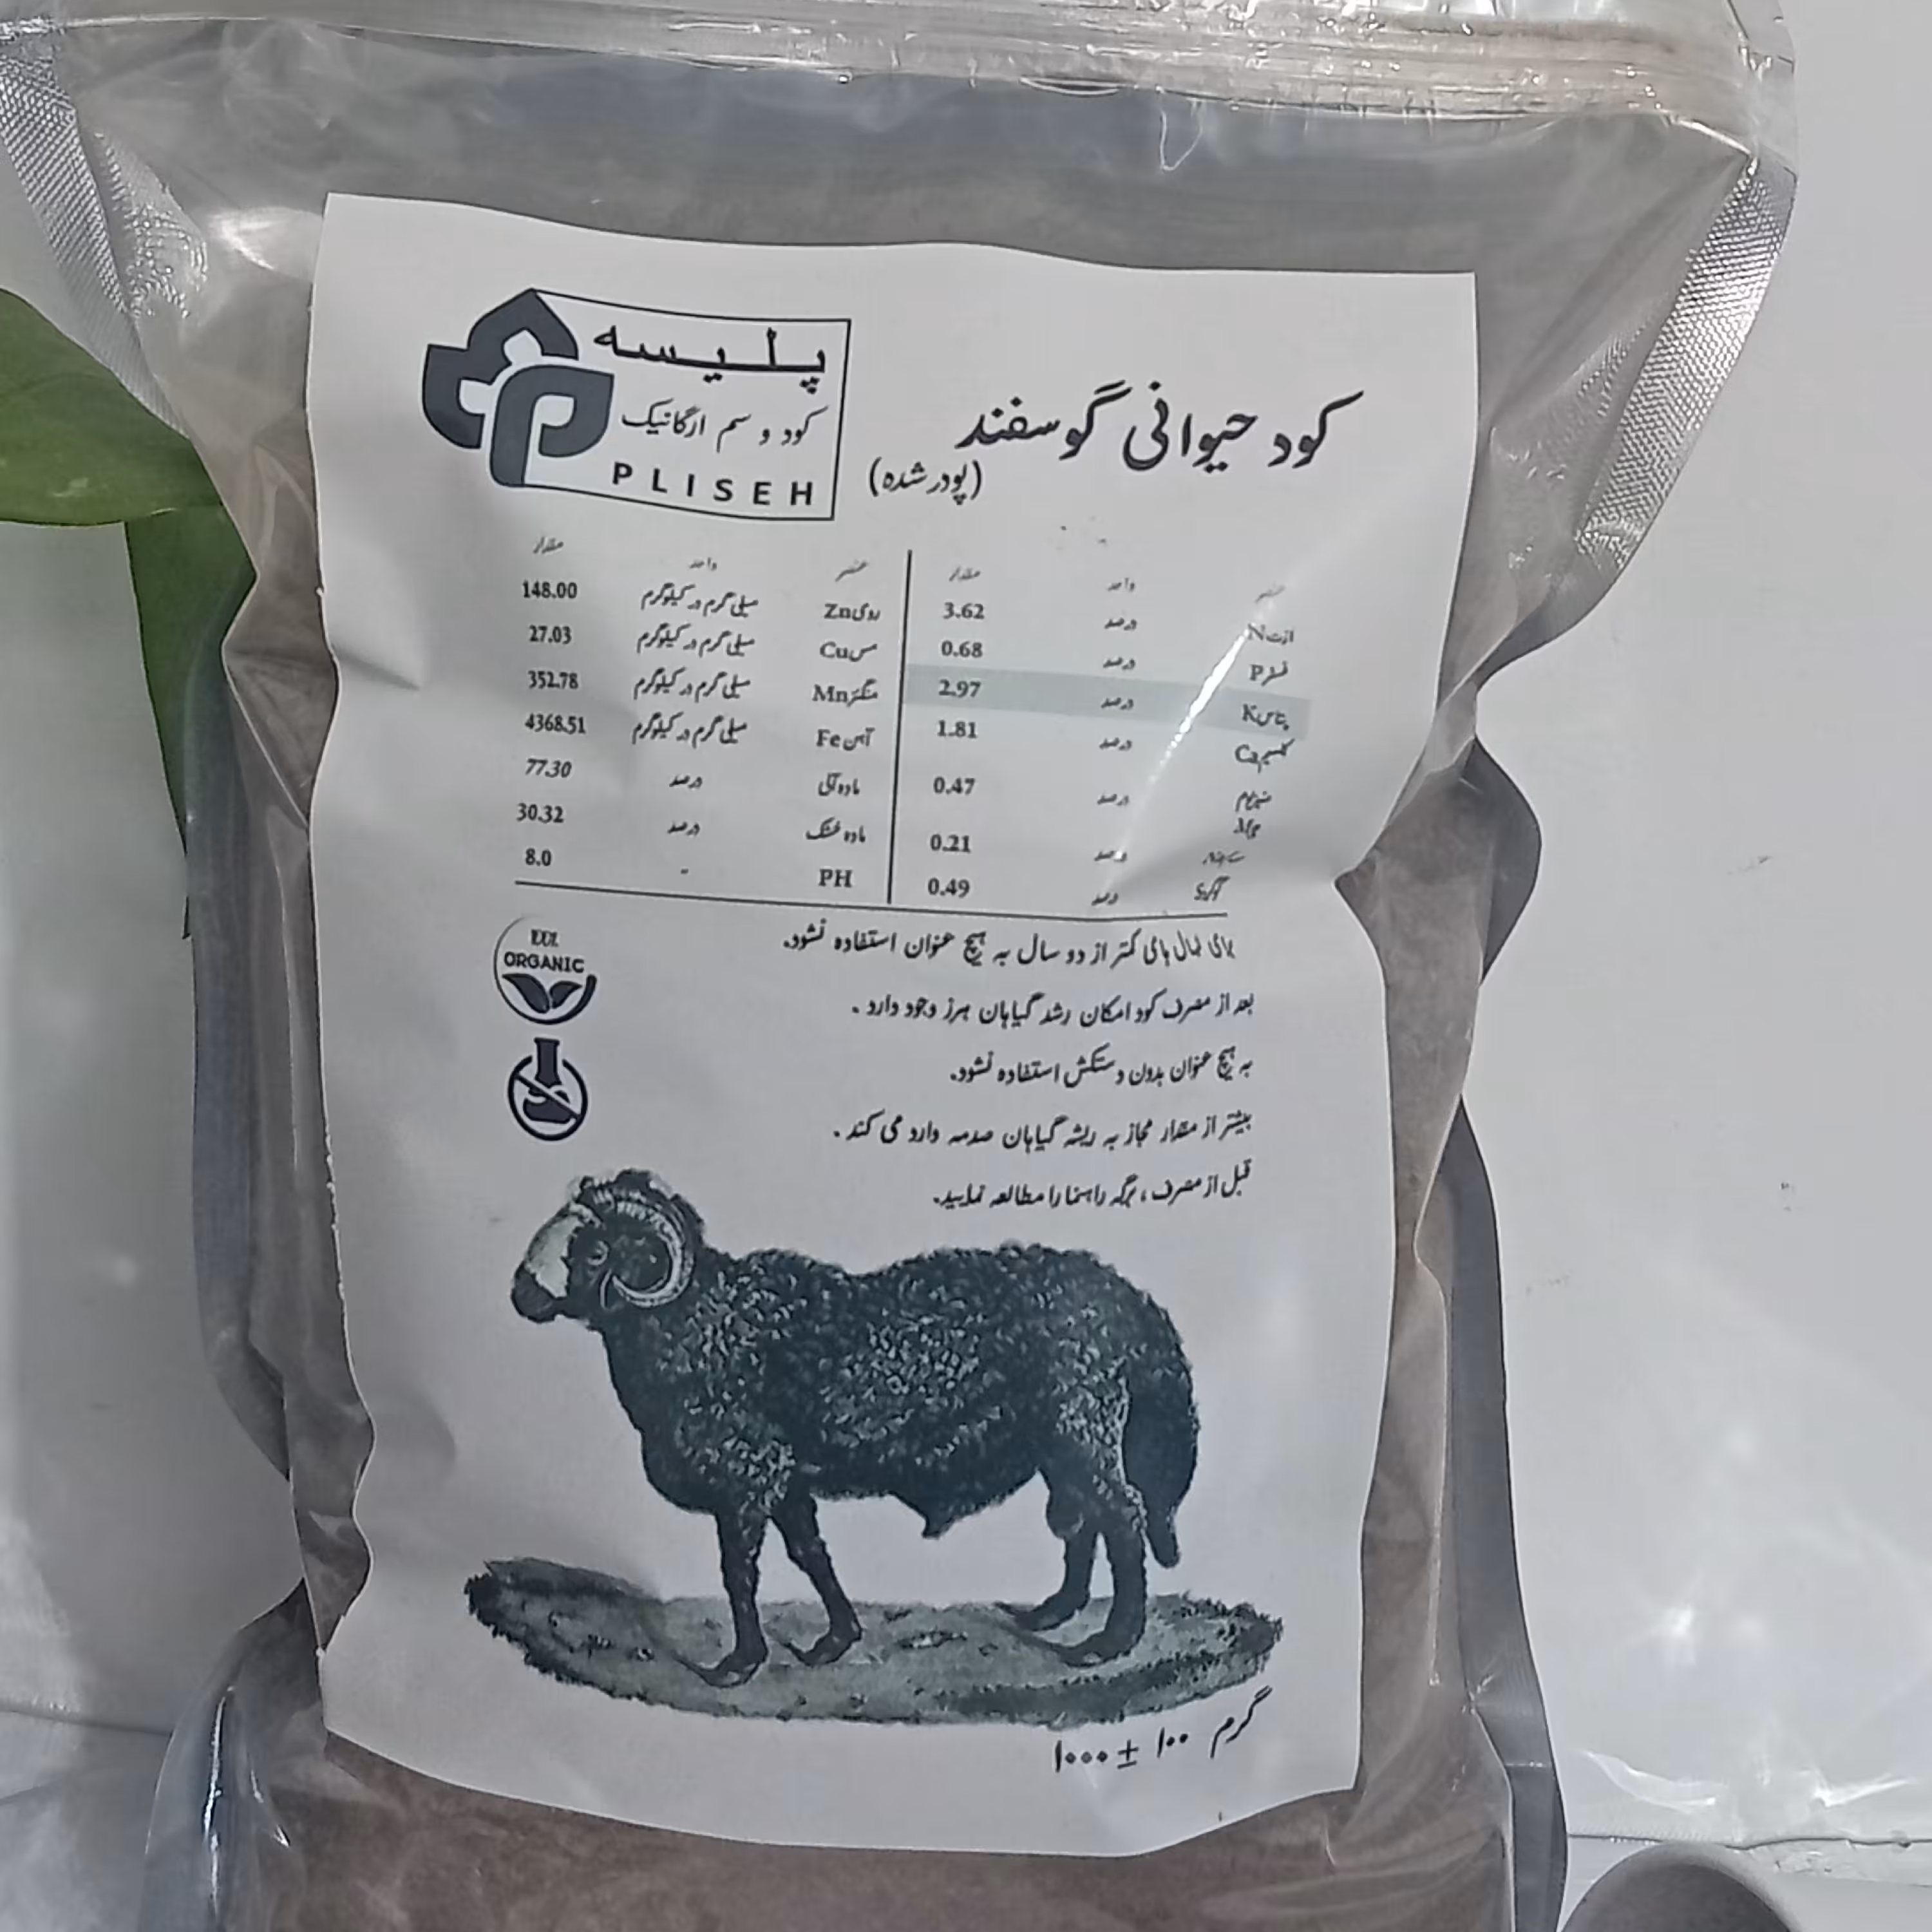 پلیسه
کود و سم ارگانیک
PLISEH
کود حیوانی گوسفند
(پودر شده)
واحد مقدار
ازت N درصد 3.62
فسفر P درصد 0.68
پتاس K درصد 2.97
کلسیم Ca درصد 1.81
منیزیم Mg درصد 0.47
درصد 0.21
درصد 0.49
عنصر واحد مقدار
روی Zn میلی گرم در کیلوگرم 148.00
مس Cu میلی گرم در کیلوگرم 27.03
منگنز Mn میلی گرم در کیلوگرم 352.78
آهن Fe میلی گرم در کیلوگرم 4368.51
ماده آلی درصد 77.30
ماده خشک درصد 30.32
PH - 8.0
100% ORGANIC
برای نهال های کمتر از دو سال به هیچ عنوان استفاده نشود.
بعد از مصرف کود امکان رشد گیاهان هرز وجود دارد .
به هیچ عنوان بدون دستکش استفاده نشود.
بیشتر از مقدار مجاز به ریشه گیاهان صدمه وارد می کند .
قبل از مصرف ، برگه راهنما را مطالعه نمایید.
گرم ۱۰۰ ± ۱۰۰۰